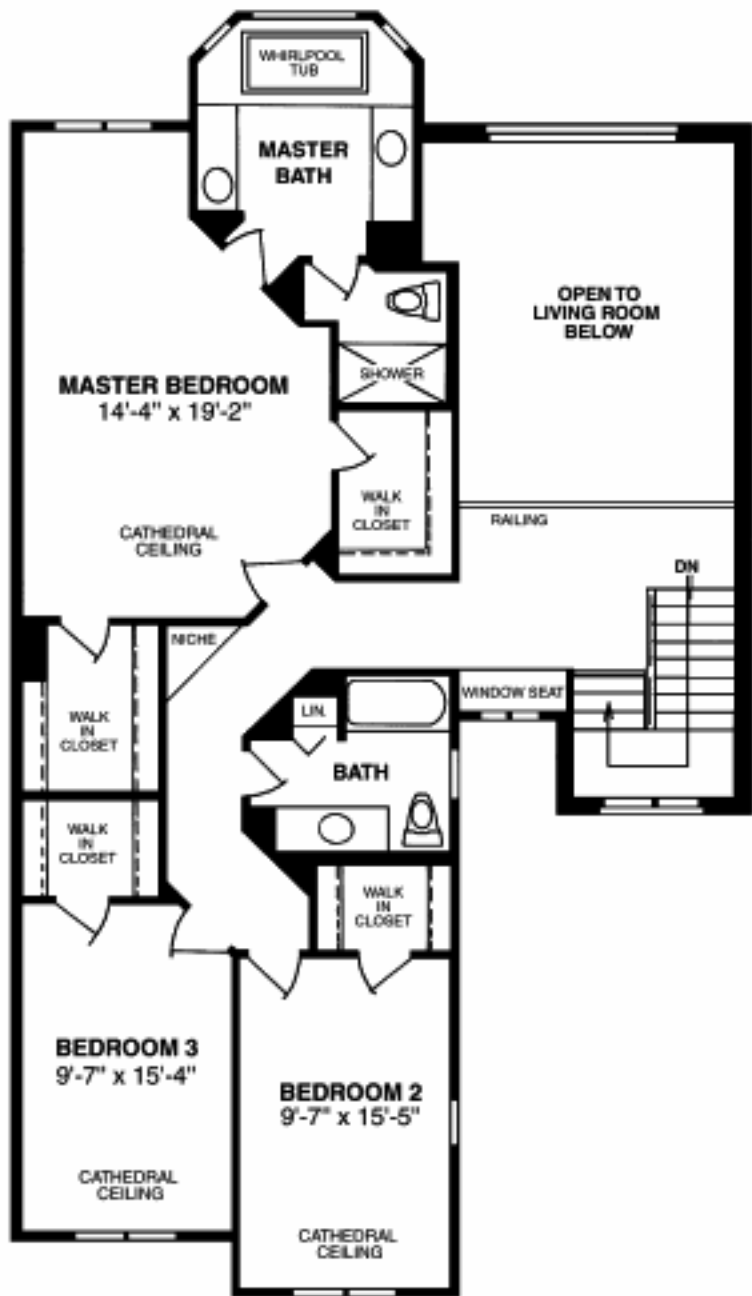 WHIRLPOOL
TUB
MASTER
BATH
OPEN TO
LIVING ROOM
BELOW
MASTER BEDROOM
14'-4" x 19'-2"
SHOWER
WALK
IN
CLOSET
CATHEDRAL
CEILING
RAILING
DN
NICHE
WALK
IN
CLOSET
LIN.
WINDOW SEAT
BATH
WALK
IN
CLOSET
WALK
IN
CLOSET
BEDROOM 3
9'-7" x 15'-4"
BEDROOM 2
9'-7" x 15'-5"
CATHEDRAL
CEILING
CATHEDRAL
CEILING